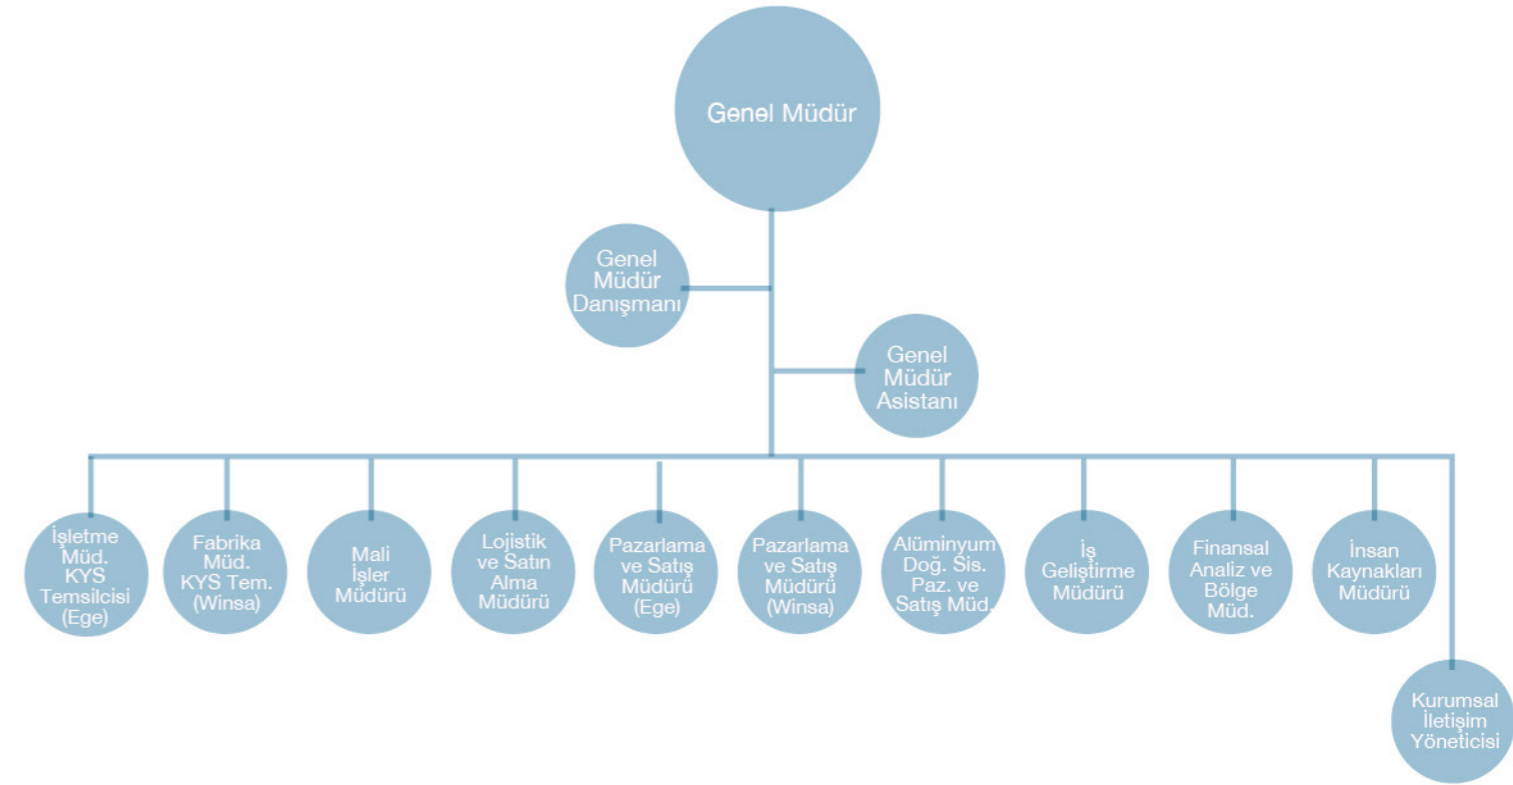 Genel Müdür
Genel
Müdür
Danışmanı
Genel
Müdür
Asistanı
İşletme
Müd.
KYS
Temsilcisi
(Ege)
Fabrika
Müd.
KYS Tem.
(Winsa)
Mali
İşler
Müdürü
Lojistik
ve Satın
Alma
Müdürü
Pazarlama
ve Satış
Müdürü
(Ege)
Pazarlama
ve Satış
Müdürü
(Winsa)
Alüminyum
Doğ. Sis.
Paz. ve
Satış Müd.
İş
Geliştirme
Müdürü
Finansal
Analiz ve
Bölge
Müd.
İnsan
Kaynakları
Müdürü
Kurumsal
İletişim
Yöneticisi